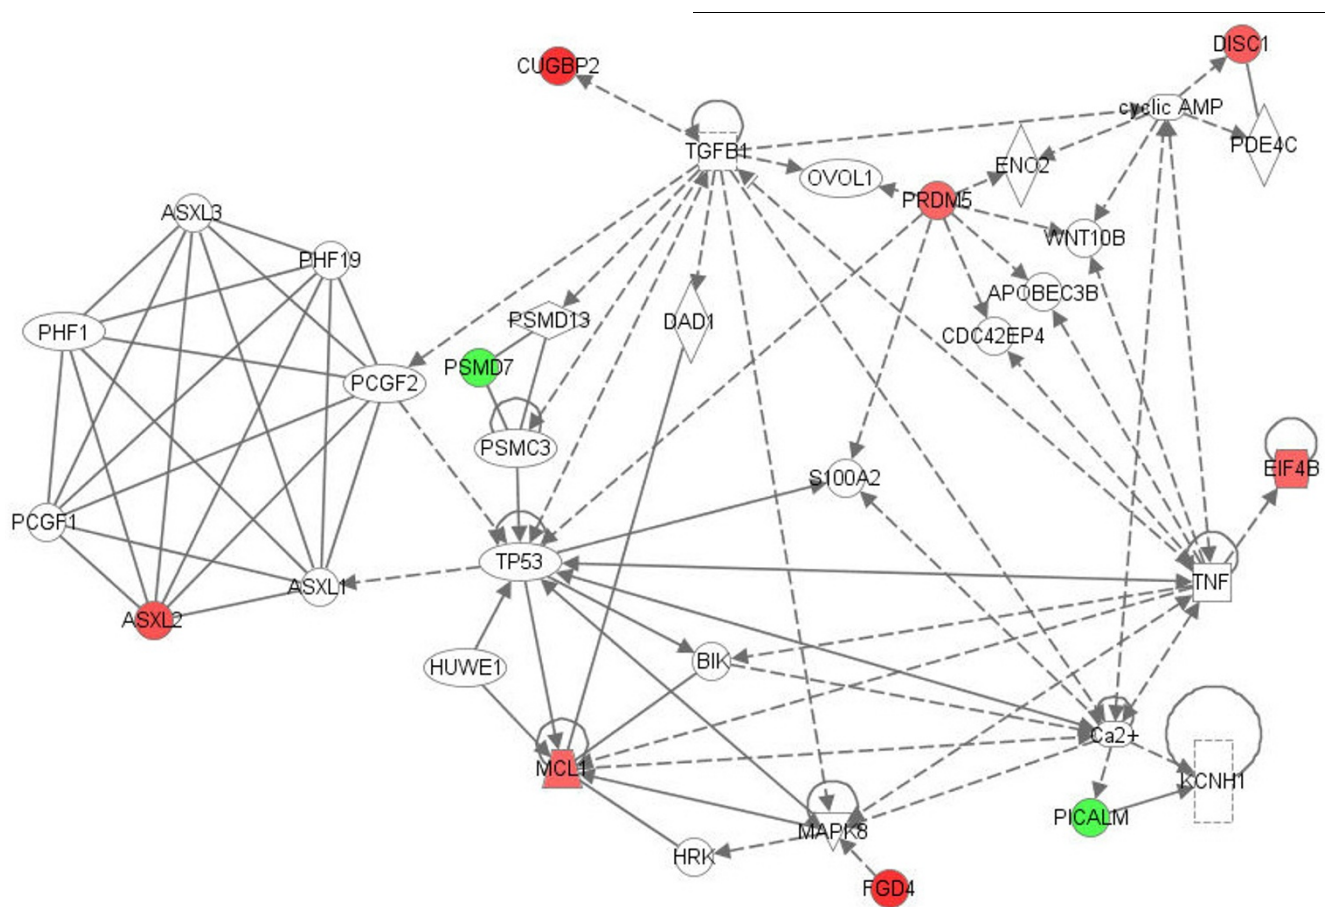 DISC1
CUGBP2
cyclic AMP
PDE4C
TGFB1
ENO2
OVOL1
PRDM5
ASXL3
WNT10B
PHF19
APOBEC3B
PSMD13
DAD1
PHF1
CDC42EP4
PSMD7
PCGF2
PSMC3
EIF4B
S100A2
PCGF1
TP53
TNF
ASXL1
ASXL2
BIK
HUWE1
Ca2+
MCL1
KCNH1
PICALM
MAPK8
HRK
FGD4